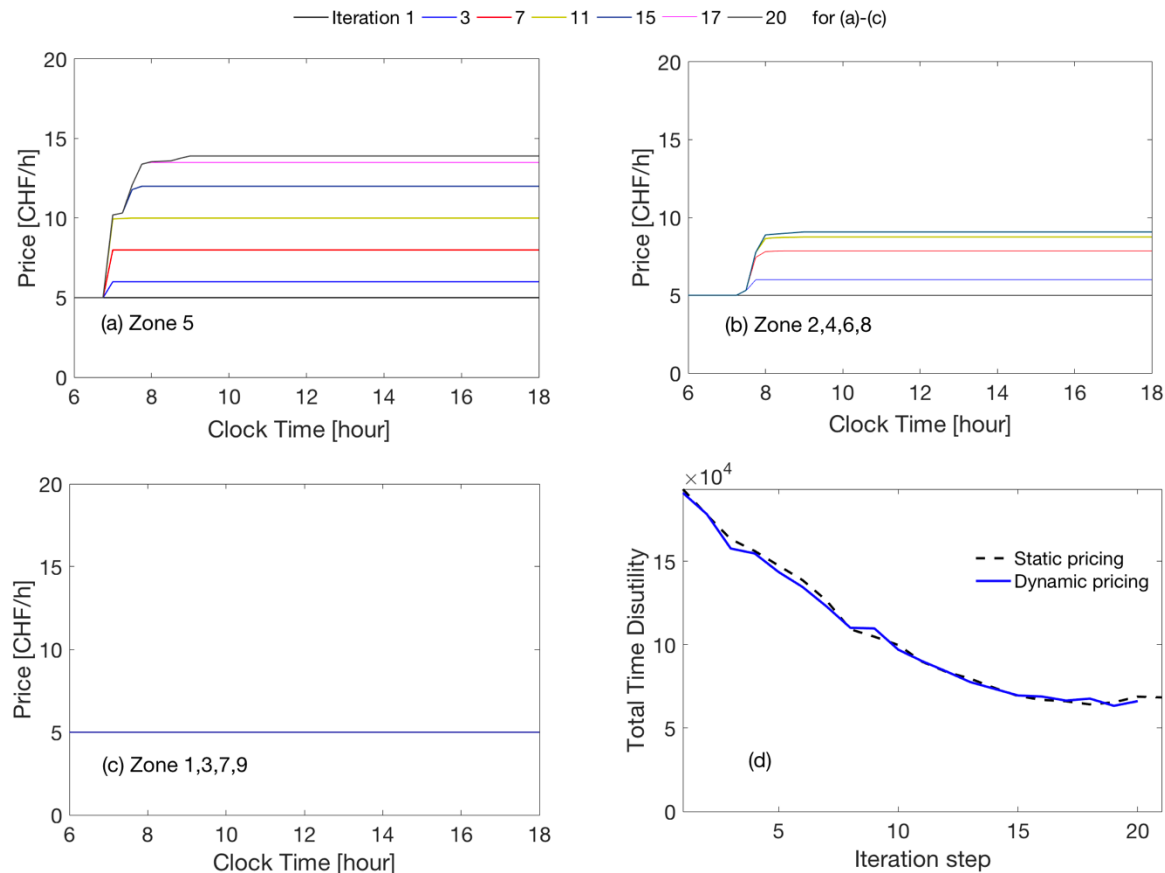 Iteration 1 3 7 11 15 17 20 for (a)-(c)
20
15
10
5
0
Price [CHF/h]
(a) Zone 5
6 8 10 12 14 16 18
Clock Time [hour]
20
15
10
5
0
Price [CHF/h]
(b) Zone 2,4,6,8
6 8 10 12 14 16 18
Clock Time [hour]
20
15
10
5
0
Price [CHF/h]
(c) Zone 1,3,7,9
6 8 10 12 14 16 18
Clock Time [hour]
×10⁴
15
10
5
0
Total Time Disutility
Static pricing
Dynamic pricing
(d)
5 10 15 20
Iteration step